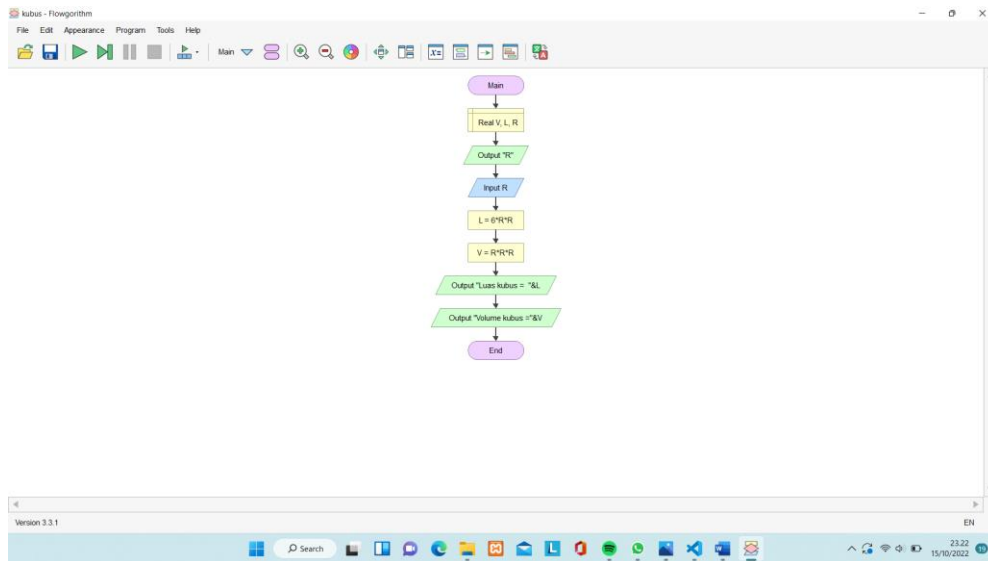 kubus - Flowgorithm
File Edit Appearance Program Tools Help
Main
Main
Real V, L, R
Output "R"
Input R
L = 6*R*R
V = R*R*R
Output "Luas kubus = "&L
Output "Volume kubus ="&V
End
Version 3.3.1
EN
Search
23.22
15/10/2022